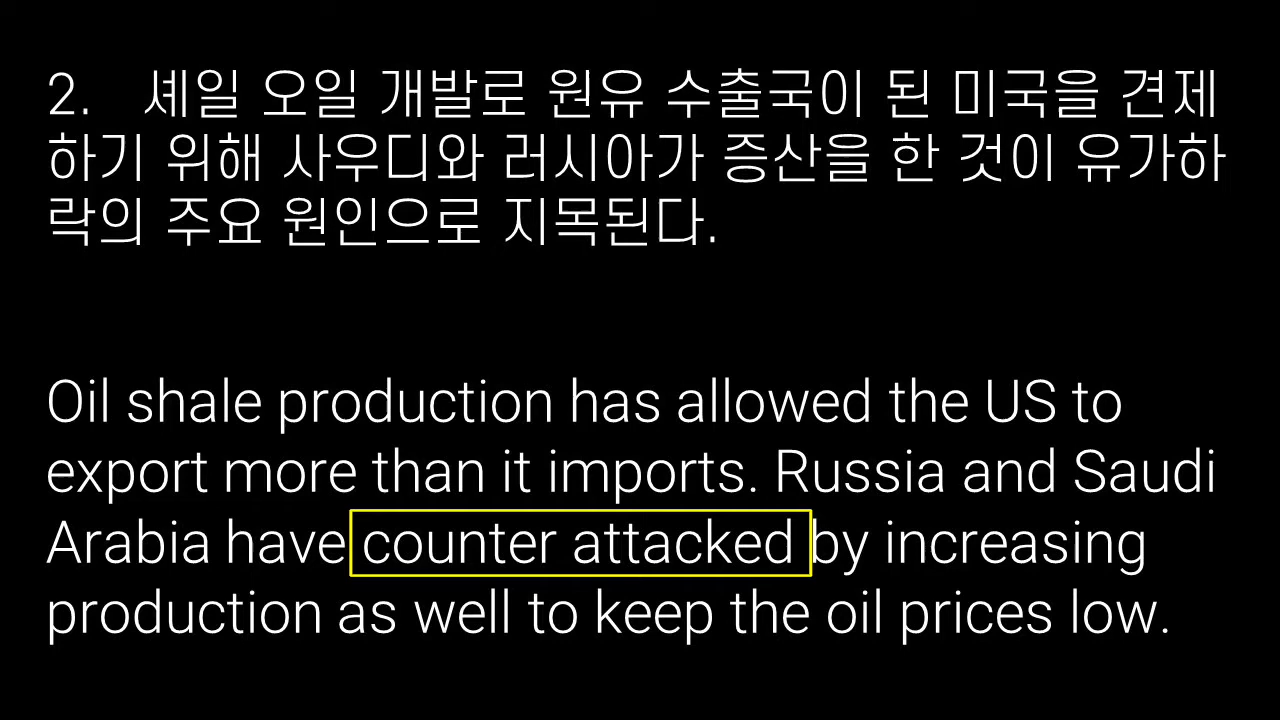 2. 셰일 오일 개발로 원유 수출국이 된 미국을 견제
하기 위해 사우디와 러시아가 증산을 한 것이 유가하
락의 주요 원인으로 지목된다.
Oil shale production has allowed the US to
export more than it imports. Russia and Saudi
Arabia have counter attacked by increasing
production as well to keep the oil prices low.